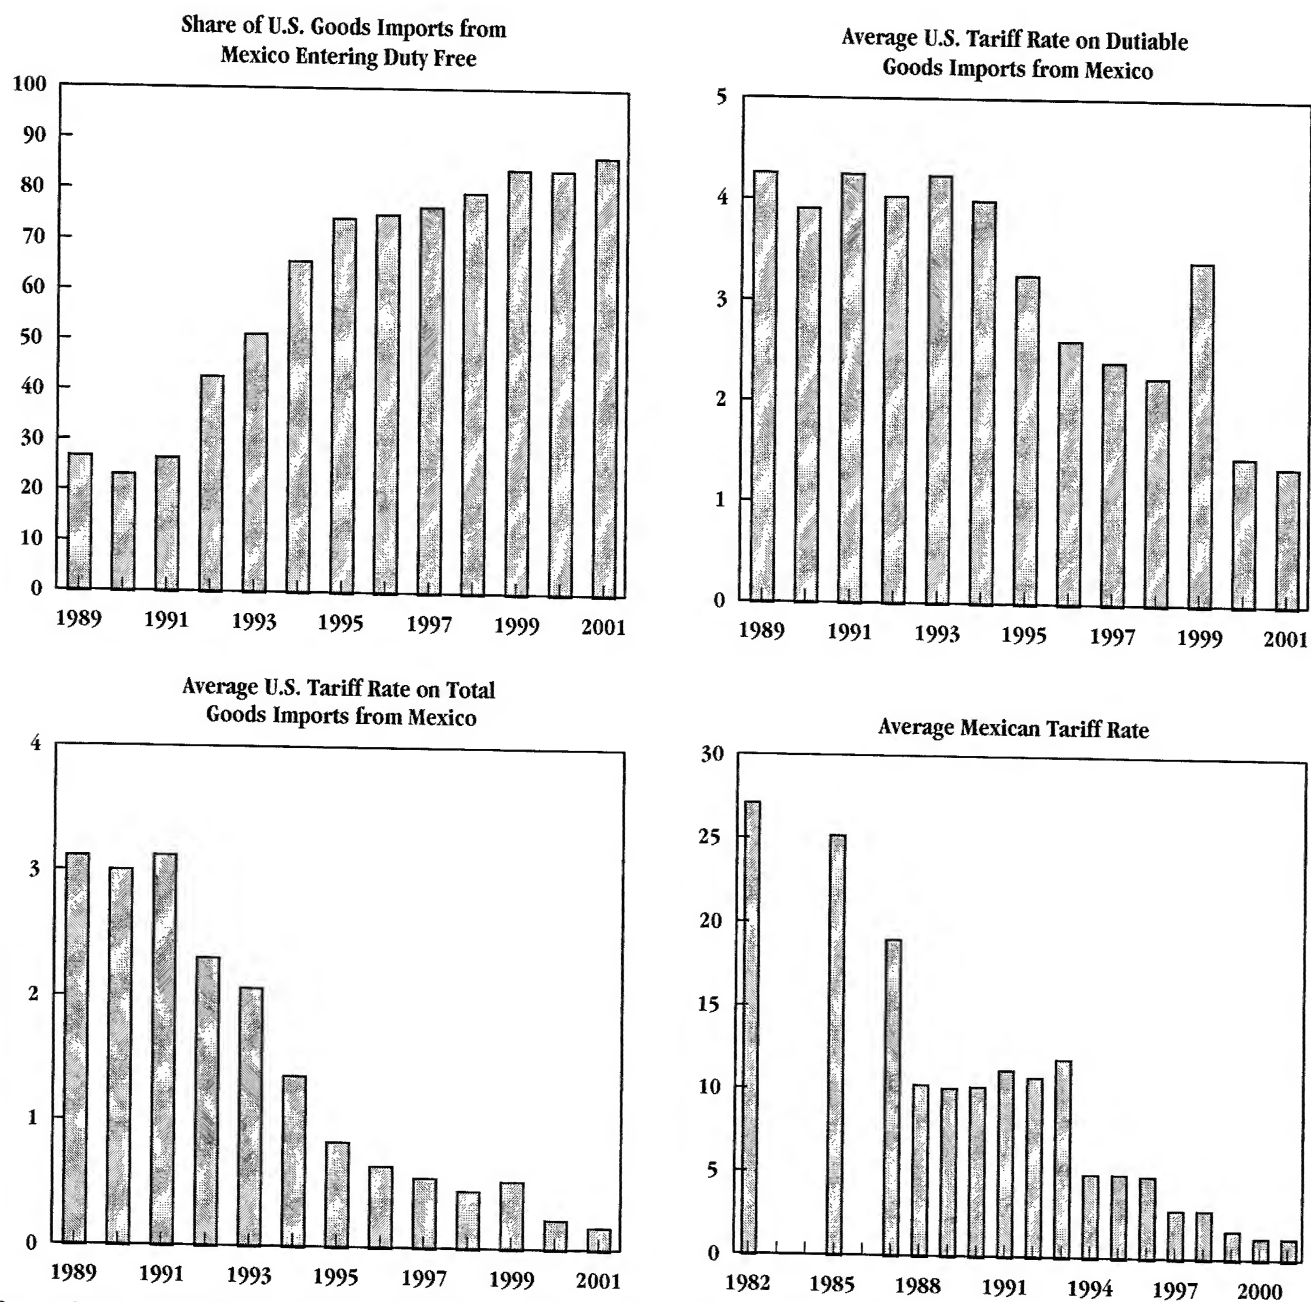 Share of U.S. Goods Imports from
Mexico Entering Duty Free
100
90
80
70
60
50
40
30
20
10
0
1989 1991 1993 1995 1997 1999 2001
Average U.S. Tariff Rate on Dutiable
Goods Imports from Mexico
5
4
3
2
1
0
1989 1991 1993 1995 1997 1999 2001
Average U.S. Tariff Rate on Total
Goods Imports from Mexico
4
3
2
1
0
1989 1991 1993 1995 1997 1999 2001
Average Mexican Tariff Rate
30
25
20
15
10
5
0
1982 1985 1988 1991 1994 1997 2000